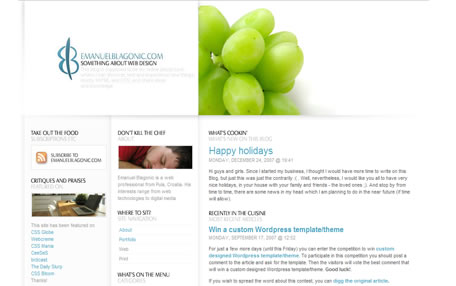 EMANUELBLAGONIC.COM
SOMETHING ABOUT WEB DESIGN
TAKE OUT THE FOOD
SUBSCRIPTIONS ETC.
SUBSCRIBE TO
EMANUELBLAGONIC.COM
CRITIQUES AND PRAISES
FEATURED ON
This site has been featured on
CSS Globe
Webcreme
CSS Mania
CeeSeS
Inticast
The Daily Story
CSS Bloom
DON'T KILL THE CHEF
ABOUT
Emanuel Blagonic is a web
professional from Pula, Croatia. His
interests range from web
technologies to digital media.
WHERE TO SIT?
SITE NAVIGATION
About
Portfolio
Web
Print
WHAT'S ON THE MENU?
CATEGORIES
WHAT'S COOKIN'
WHAT'S NEW ON THIS BLOG
Happy holidays
MONDAY, DECEMBER 24, 2007 @ 19:41
Hi guys and girls. Since I started my business, I thought I would have more time to write on this
Blog, but just this was just the contrarily :(. Well, nevertheless, I would like you all to have very
nice holidays, in your house with your family and friends - the loved ones :). And stop by from
time to time, there are some news in my head which I am planning to do in the near future (if time
will allow).
RECENTLY IN THE CUISINE
MOST RECENT ARTICLES
Win a custom Wordpress template/theme
MONDAY, SEPTEMBER 17, 2007 @ 12:52
For just a few more days (until this Friday) you can enter the competition to win custom
designed Wordpress template/theme. To participate in this competition you should post a
comment to the article and ask for the template. Then the visitors will vote the best comment that
will win a custom designed Wordpress template/theme. Good luck!
If you want to spread the word about this contest, you can digg the original article.